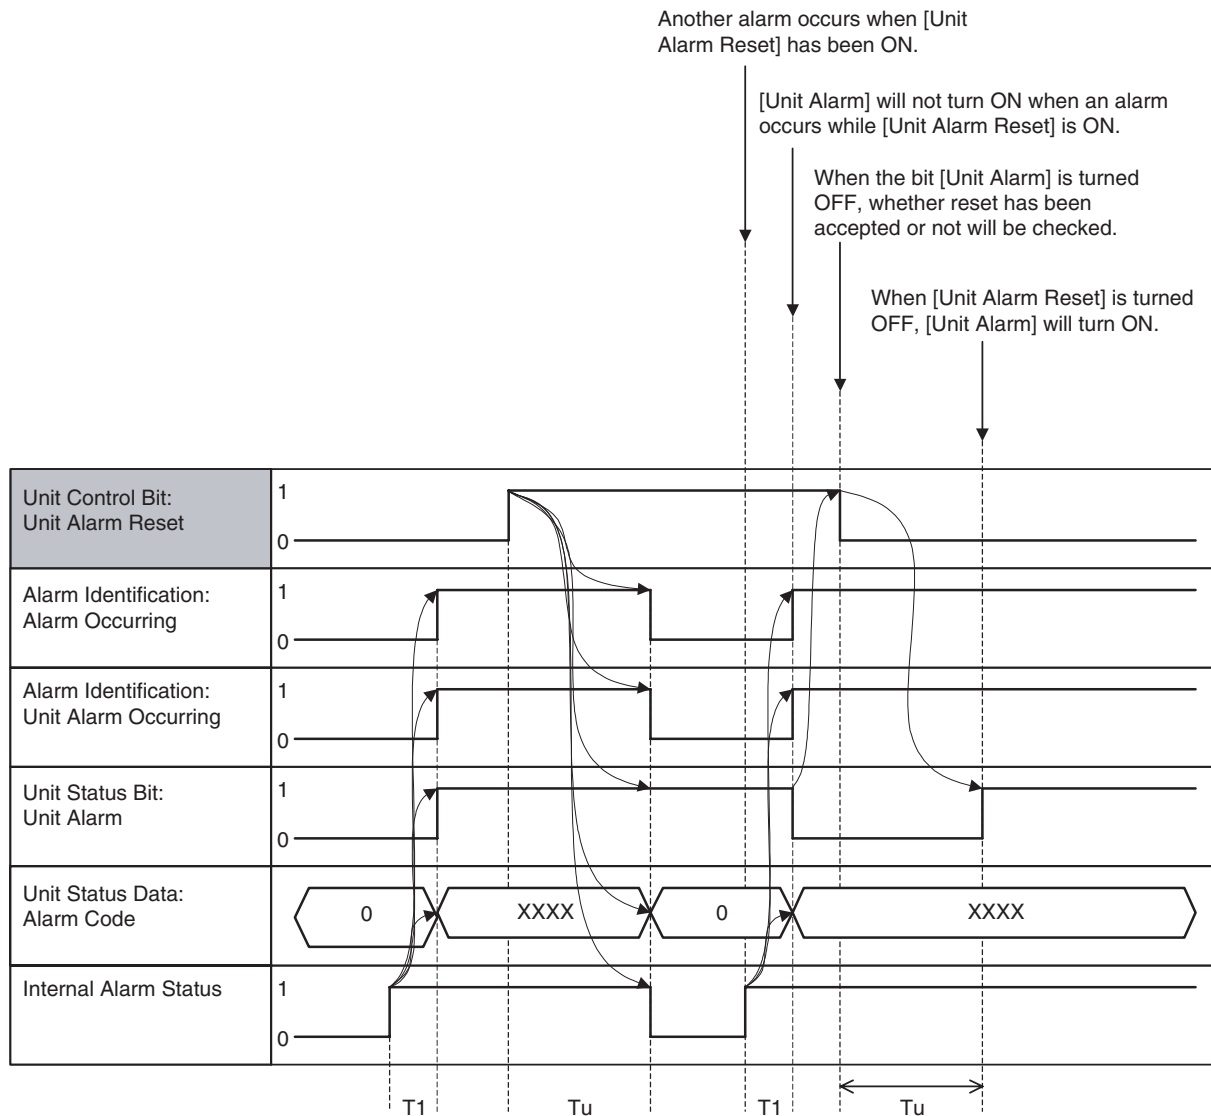 Another alarm occurs when [Unit
Alarm Reset] has been ON.
[Unit Alarm] will not turn ON when an alarm
occurs while [Unit Alarm Reset] is ON.
When the bit [Unit Alarm] is turned
OFF, whether reset has been
accepted or not will be checked.
When [Unit Alarm Reset] is turned
OFF, [Unit Alarm] will turn ON.
Unit Control Bit:
Unit Alarm Reset
1
0
Alarm Identification:
Alarm Occurring
1
0
Alarm Identification:
Unit Alarm Occurring
1
0
Unit Status Bit:
Unit Alarm
1
0
Unit Status Data:
Alarm Code
0 XXXX 0 XXXX
Internal Alarm Status
1
0
T1 Tu T1 Tu